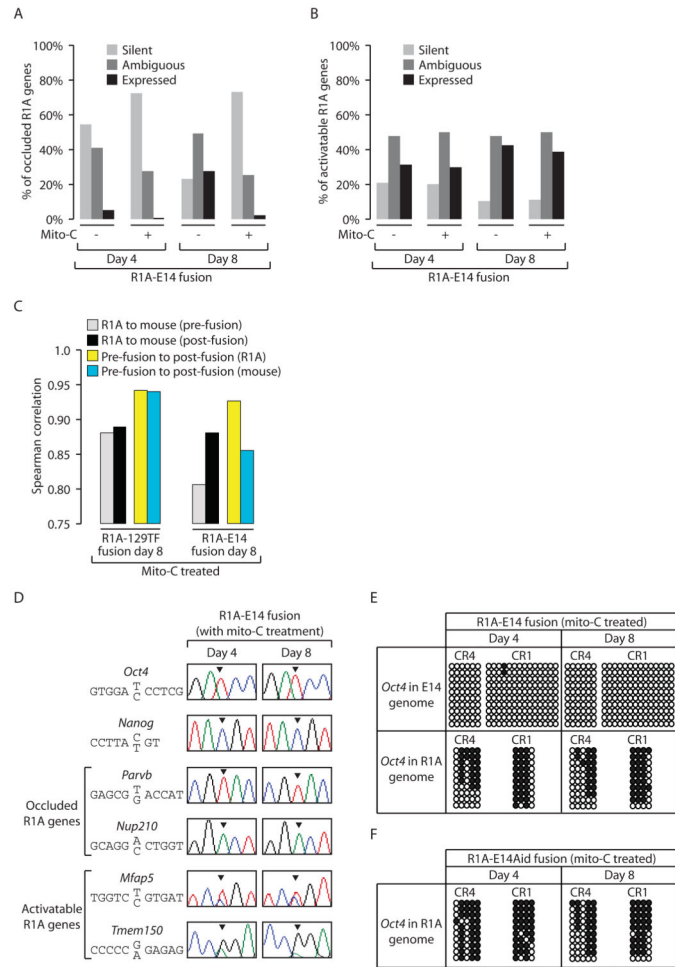 A
100%
80%
60%
40%
20%
0%
% of occluded R1A genes
Silent
Ambiguous
Expressed
Mito-C
- + - +
Day 4 Day 8
R1A-E14 fusion
B
100%
80%
60%
40%
20%
0%
% of activatable R1A genes
Silent
Ambiguous
Expressed
Mito-C
- + - +
Day 4 Day 8
R1A-E14 fusion
C
R1A to mouse (pre-fusion)
R1A to mouse (post-fusion)
Pre-fusion to post-fusion (R1A)
Pre-fusion to post-fusion (mouse)
1.0
0.95
0.90
0.85
0.80
0.75
Spearman correlation
R1A-129TF fusion day 8
R1A-E14 fusion day 8
Mito-C treated
D
R1A-E14 fusion
(with mito-C treatment)
Day 4 Day 8
Oct4
GTGGA T/C CCTCG
Nanog
CCTTA C/T GT
Occluded R1A genes
Parvb
GAGCG T/G ACCAT
Nup210
GCAGG A/C CTGGT
Activatable R1A genes
Mfap5
TGGTC T/C GTGAT
Tmem150
CCCCC G/A GAGAG
E
R1A-E14 fusion (mito-C treated)
Day 4 Day 8
Oct4 in E14 genome
CR4 CR1 CR4 CR1
Oct4 in R1A genome
CR4 CR1 CR4 CR1
F
R1A-E14Aid fusion (mito-C treated)
Day 4 Day 8
Oct4 in R1A genome
CR4 CR1 CR4 CR1